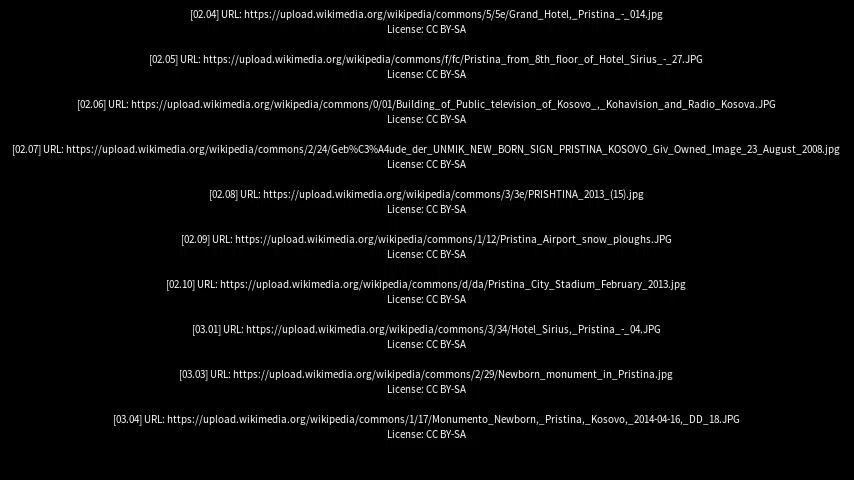 [02.04] URL: https://upload.wikimedia.org/wikipedia/commons/5/5e/Grand_Hotel,_Pristina_-_014.jpg
License: CC BY-SA
[02.05] URL: https://upload.wikimedia.org/wikipedia/commons/f/fc/Pristina_from_8th_floor_of_Hotel_Sirius_-_27.JPG
License: CC BY-SA
[02.06] URL: https://upload.wikimedia.org/wikipedia/commons/0/01/Building_of_Public_television_of_Kosovo_,_Kohavision_and_Radio_Kosova.JPG
License: CC BY-SA
[02.07] URL: https://upload.wikimedia.org/wikipedia/commons/2/24/Geb%C3%A4ude_der_UNMIK_NEW_BORN_SIGN_PRISTINA_KOSOVO_Giv_Owned_Image_23_August_2008.jpg
License: CC BY-SA
[02.08] URL: https://upload.wikimedia.org/wikipedia/commons/3/3e/PRISHTINA_2013_(15).jpg
License: CC BY-SA
[02.09] URL: https://upload.wikimedia.org/wikipedia/commons/1/12/Pristina_Airport_snow_ploughs.JPG
License: CC BY-SA
[02.10] URL: https://upload.wikimedia.org/wikipedia/commons/d/da/Pristina_City_Stadium_February_2013.jpg
License: CC BY-SA
[03.01] URL: https://upload.wikimedia.org/wikipedia/commons/3/34/Hotel_Sirius,_Pristina_-_04.JPG
License: CC BY-SA
[03.03] URL: https://upload.wikimedia.org/wikipedia/commons/2/29/Newborn_monument_in_Pristina.jpg
License: CC BY-SA
[03.04] URL: https://upload.wikimedia.org/wikipedia/commons/1/17/Monumento_Newborn,_Pristina,_Kosovo,_2014-04-16,_DD_18.JPG
License: CC BY-SA